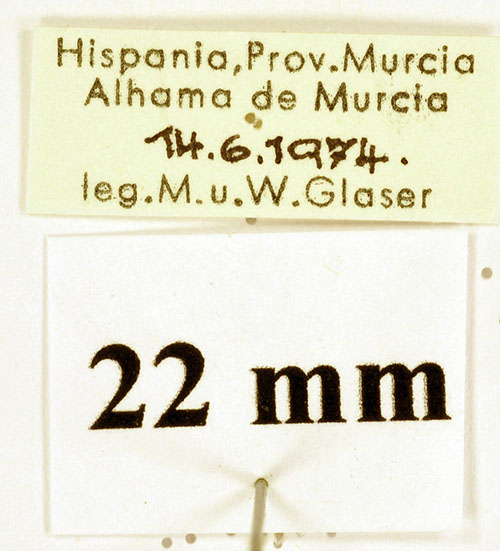 Hispania, Prov. Murcia
Alhama de Murcia
14.6.1974.
leg. M. u. W. Glaser
22 mm